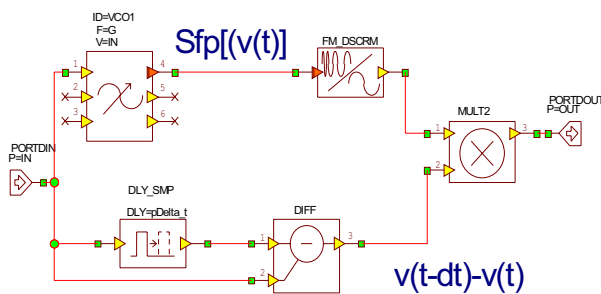 ID=VCO1
F=G
V=IN
Sfp[(v(t)]
FM_DSCRM
1
4
2
5
3
6
MULT2
PORTDOUT
P=OUT
1
3
2
PORTDIN
P=IN
DLY_SMP
DLY=pDelta_t
DIFF
1
3
2
v(t-dt)-v(t)